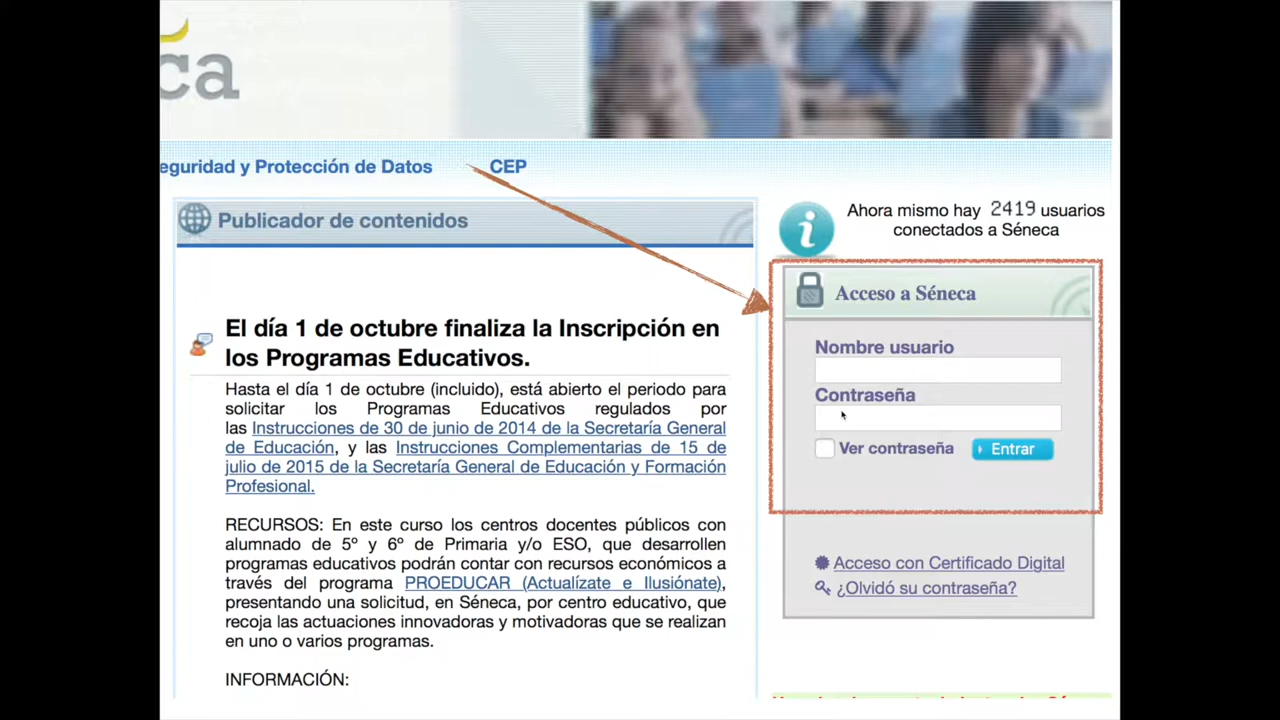 ca
eguridad y Protección de Datos
CEP
Publicador de contenidos
El día 1 de octubre finaliza la Inscripción en
los Programas Educativos.
Hasta el día 1 de octubre (incluido), está abierto el periodo para
solicitar los Programas Educativos regulados por
las Instrucciones de 30 de junio de 2014 de la Secretaría General
de Educación, y las Instrucciones Complementarias de 15 de
julio de 2015 de la Secretaría General de Educación y Formación
Profesional.
RECURSOS: En este curso los centros docentes públicos con
alumnado de 5º y 6º de Primaria y/o ESO, que desarrollen
programas educativos podrán contar con recursos económicos a
través del programa PROEDUCAR (Actualízate e Ilusiónate),
presentando una solicitud, en Séneca, por centro educativo, que
recoja las actuaciones innovadoras y motivadoras que se realizan
en uno o varios programas.
INFORMACIÓN:
Ahora mismo hay 2419 usuarios
conectados a Séneca
Acceso a Séneca
Nombre usuario
Contraseña
Ver contraseña
Entrar
Acceso con Certificado Digital
¿Olvidó su contraseña?